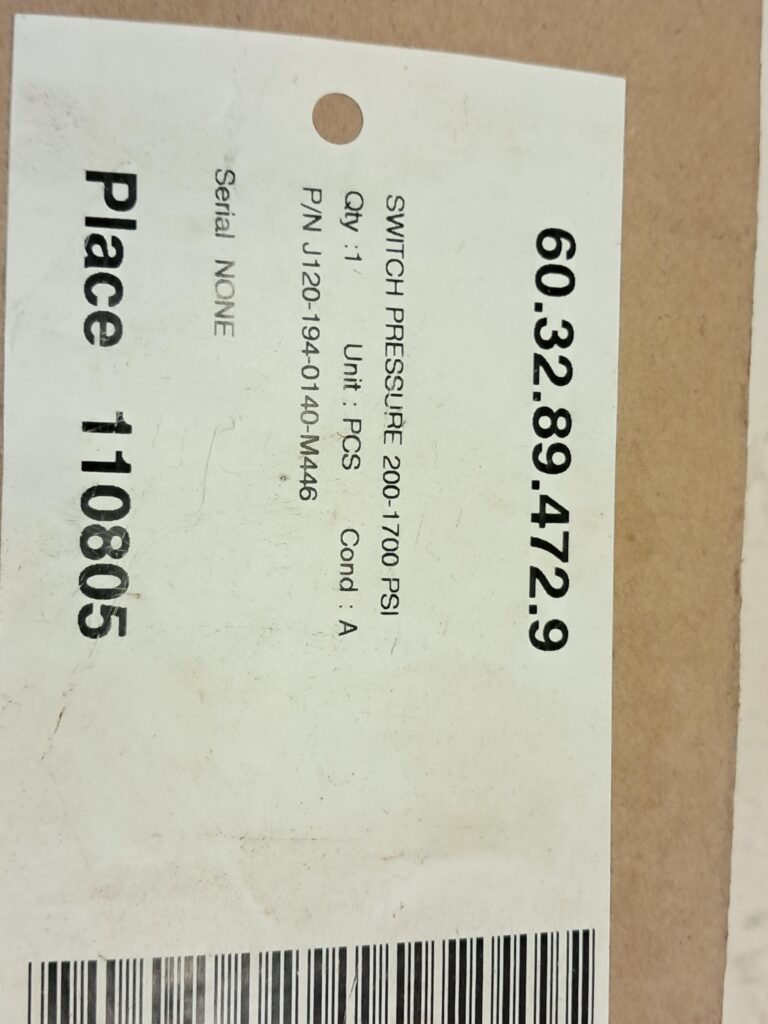 60.32.89.472.9
SWITCH PRESSURE 200-1700 PSI
Qty :1 Unit : PCS Cond : A
P/N J120-194-0140-M446
Serial NONE
Place 110805